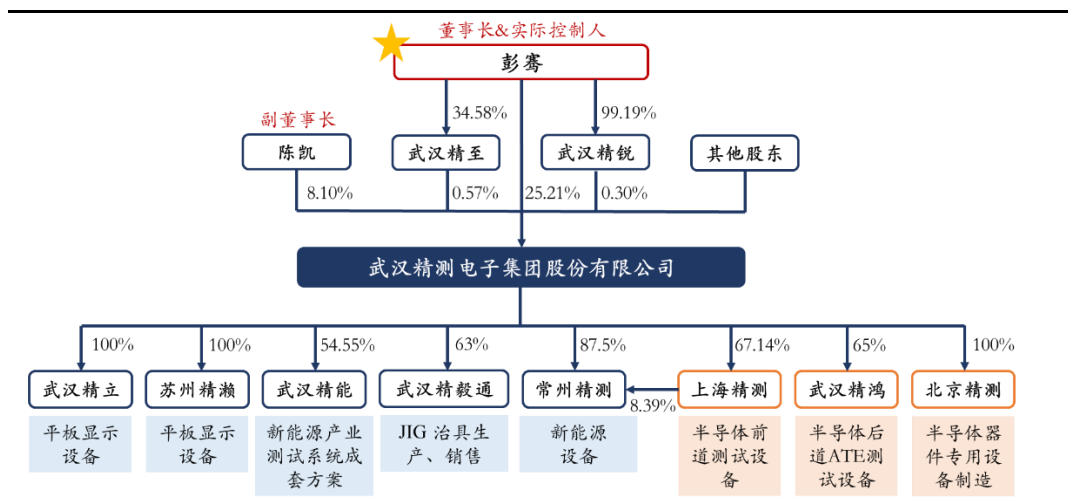 董事长&实际控制人
彭骞
34.58%
99.19%
副董事长
陈凯
武汉精至
武汉精锐
其他股东
8.10%
0.57%
25.21%
0.30%
武汉精测电子集团股份有限公司
100%
100%
54.55%
63%
87.5%
67.14%
65%
100%
武汉精立
苏州精濑
武汉精能
武汉精毅通
常州精测
8.39%
上海精测
武汉精鸿
北京精测
平板显示
设备
平板显示
设备
新能源产业
测试系统成
套方案
JIG 治具生
产、销售
新能源
设备
半导体前
道测试设
备
半导体后
道ATE测
试设备
半导体器
件专用设
备制造